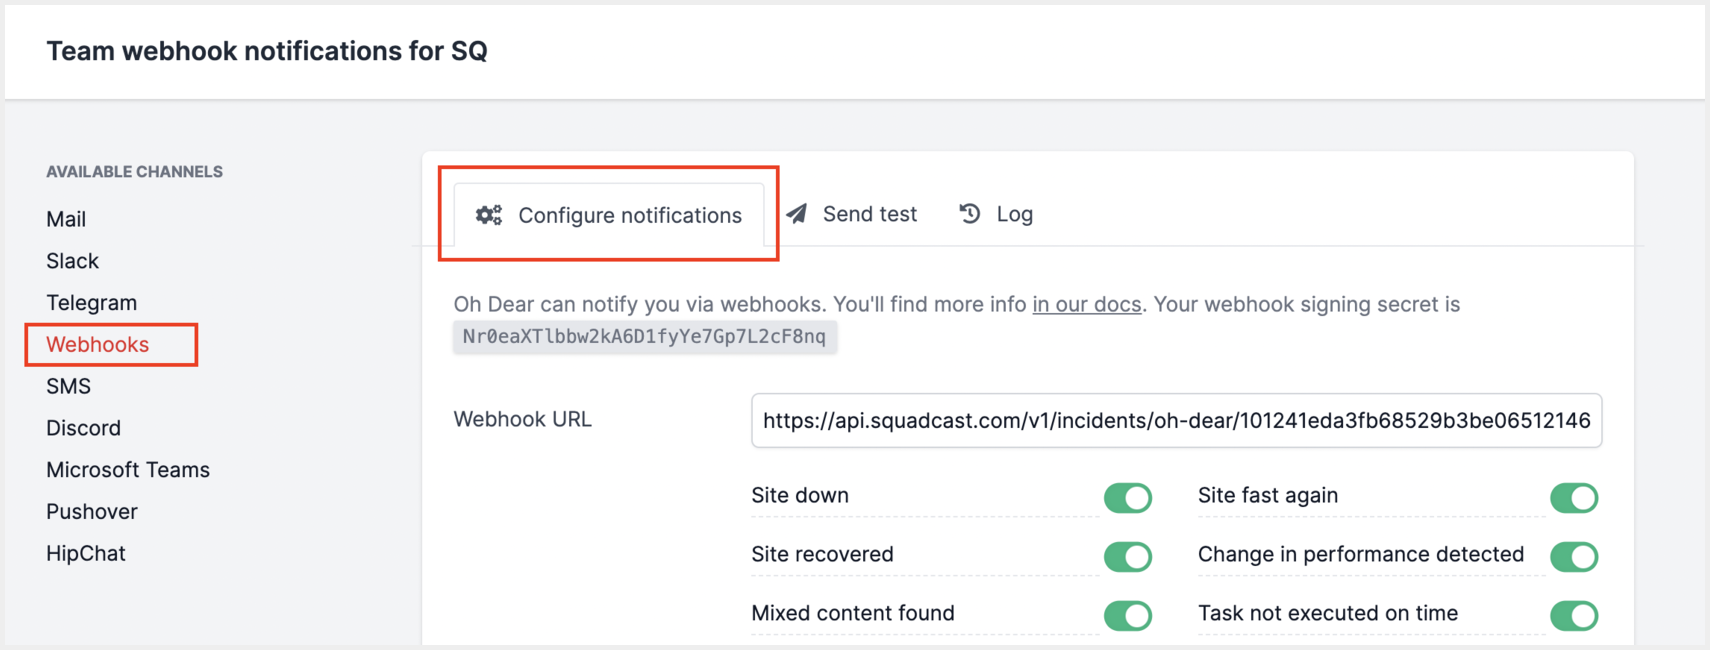 Team webhook notifications for SQ
AVAILABLE CHANNELS
Mail
Slack
Telegram
Webhooks
SMS
Discord
Microsoft Teams
Pushover
HipChat
Configure notifications
Send test
Log
Oh Dear can notify you via webhooks. You'll find more info in our docs. Your webhook signing secret is
Nr0eaXTlbbw2kA6D1fyYe7Gp7L2cF8nq
Webhook URL
https://api.squadcast.com/v1/incidents/oh-dear/101241eda3fb68529b3be06512146
Site down
Site fast again
Site recovered
Change in performance detected
Mixed content found
Task not executed on time